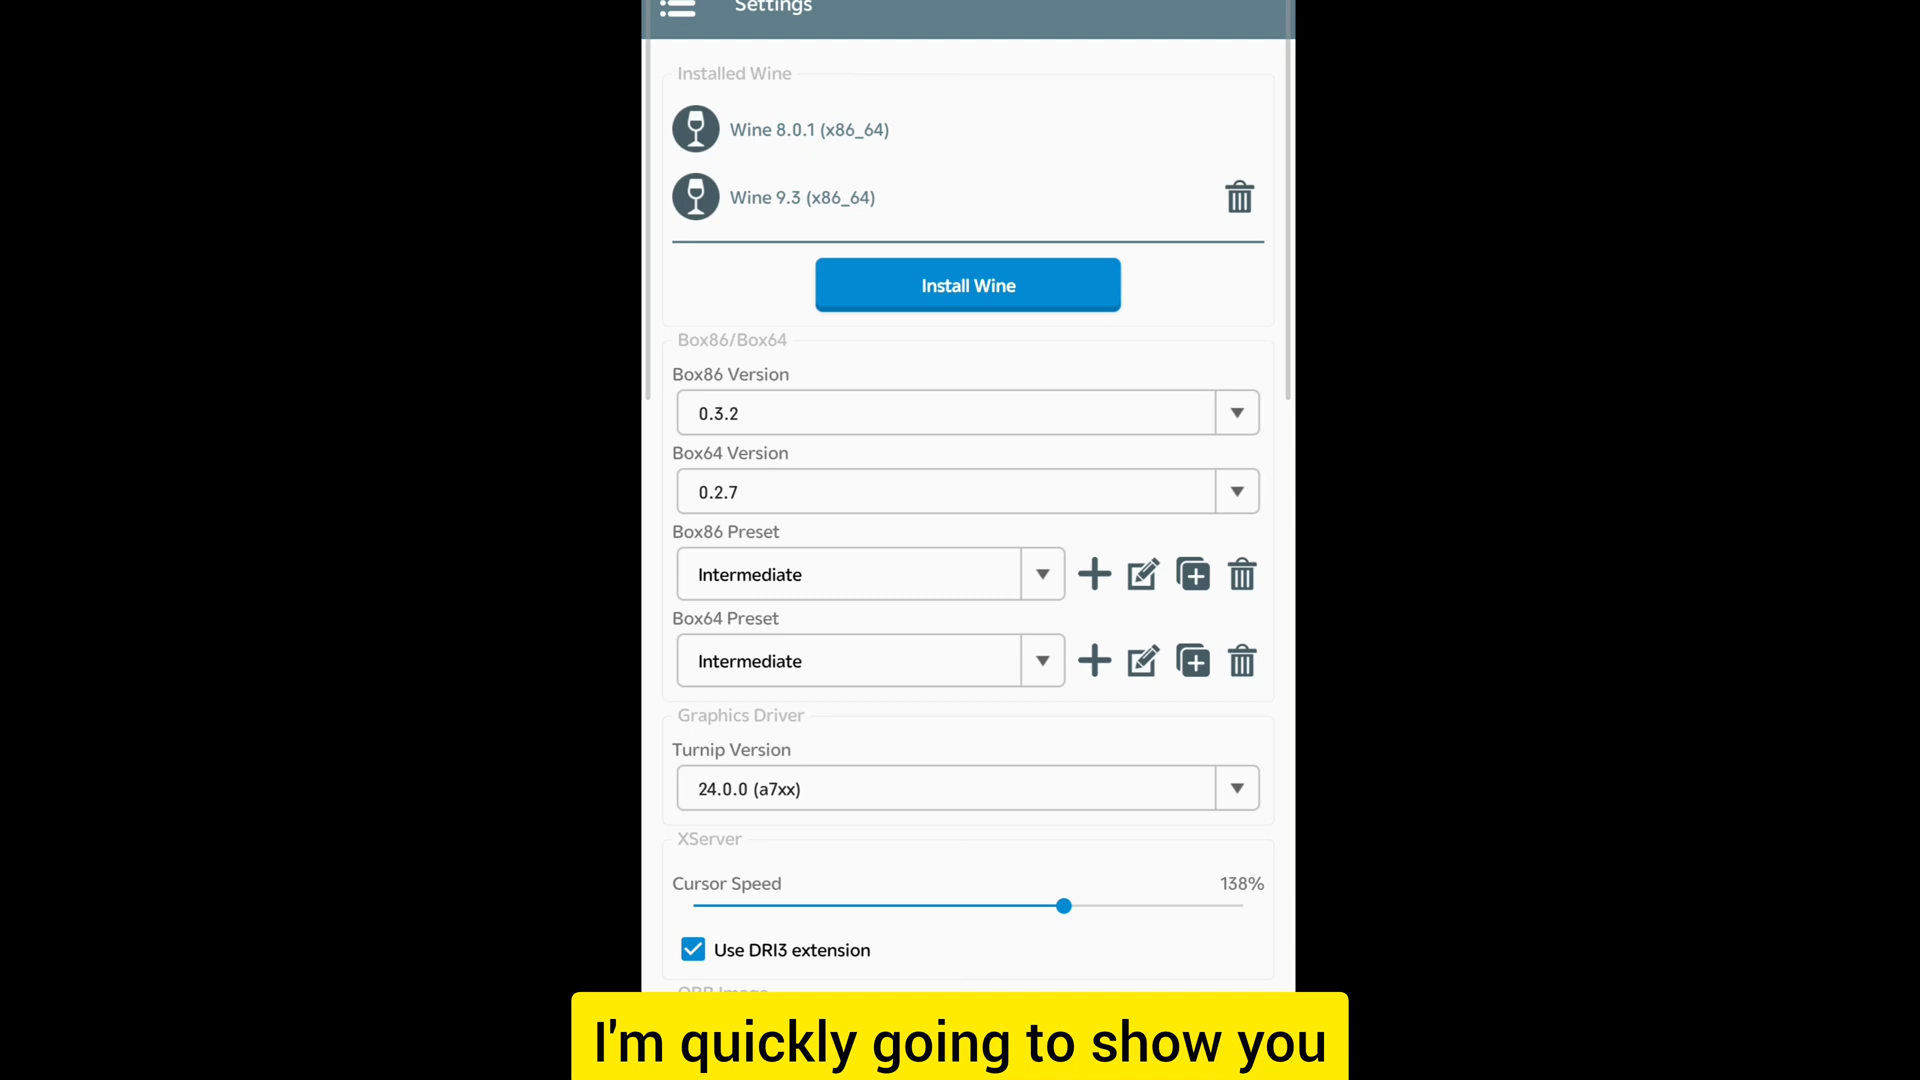 Settings
Installed Wine
Wine 8.0.1 (x86_64)
Wine 9.3 (x86_64)
Install Wine
Box86/Box64
Box86 Version
0.3.2
Box64 Version
0.2.7
Box86 Preset
Intermediate
Box64 Preset
Intermediate
Graphics Driver
Turnip Version
24.0.0 (a7xx)
XServer
Cursor Speed
138%
Use DRI3 extension
I'm quickly going to show you